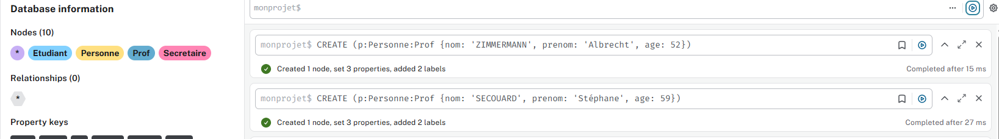 Database information
Nodes (10)
* Etudiant Personne Prof Secretaire
Relationships (0)
*
Property keys
monprojet$
monprojet$ CREATE (p:Personne:Prof {nom: 'ZIMMERMANN', prenom: 'Albrecht', age: 52})
Created 1 node, set 3 properties, added 2 labels
Completed after 15 ms
monprojet$ CREATE (p:Personne:Prof {nom: 'SECOUARD', prenom: 'Stéphane', age: 59})
Created 1 node, set 3 properties, added 2 labels
Completed after 27 ms